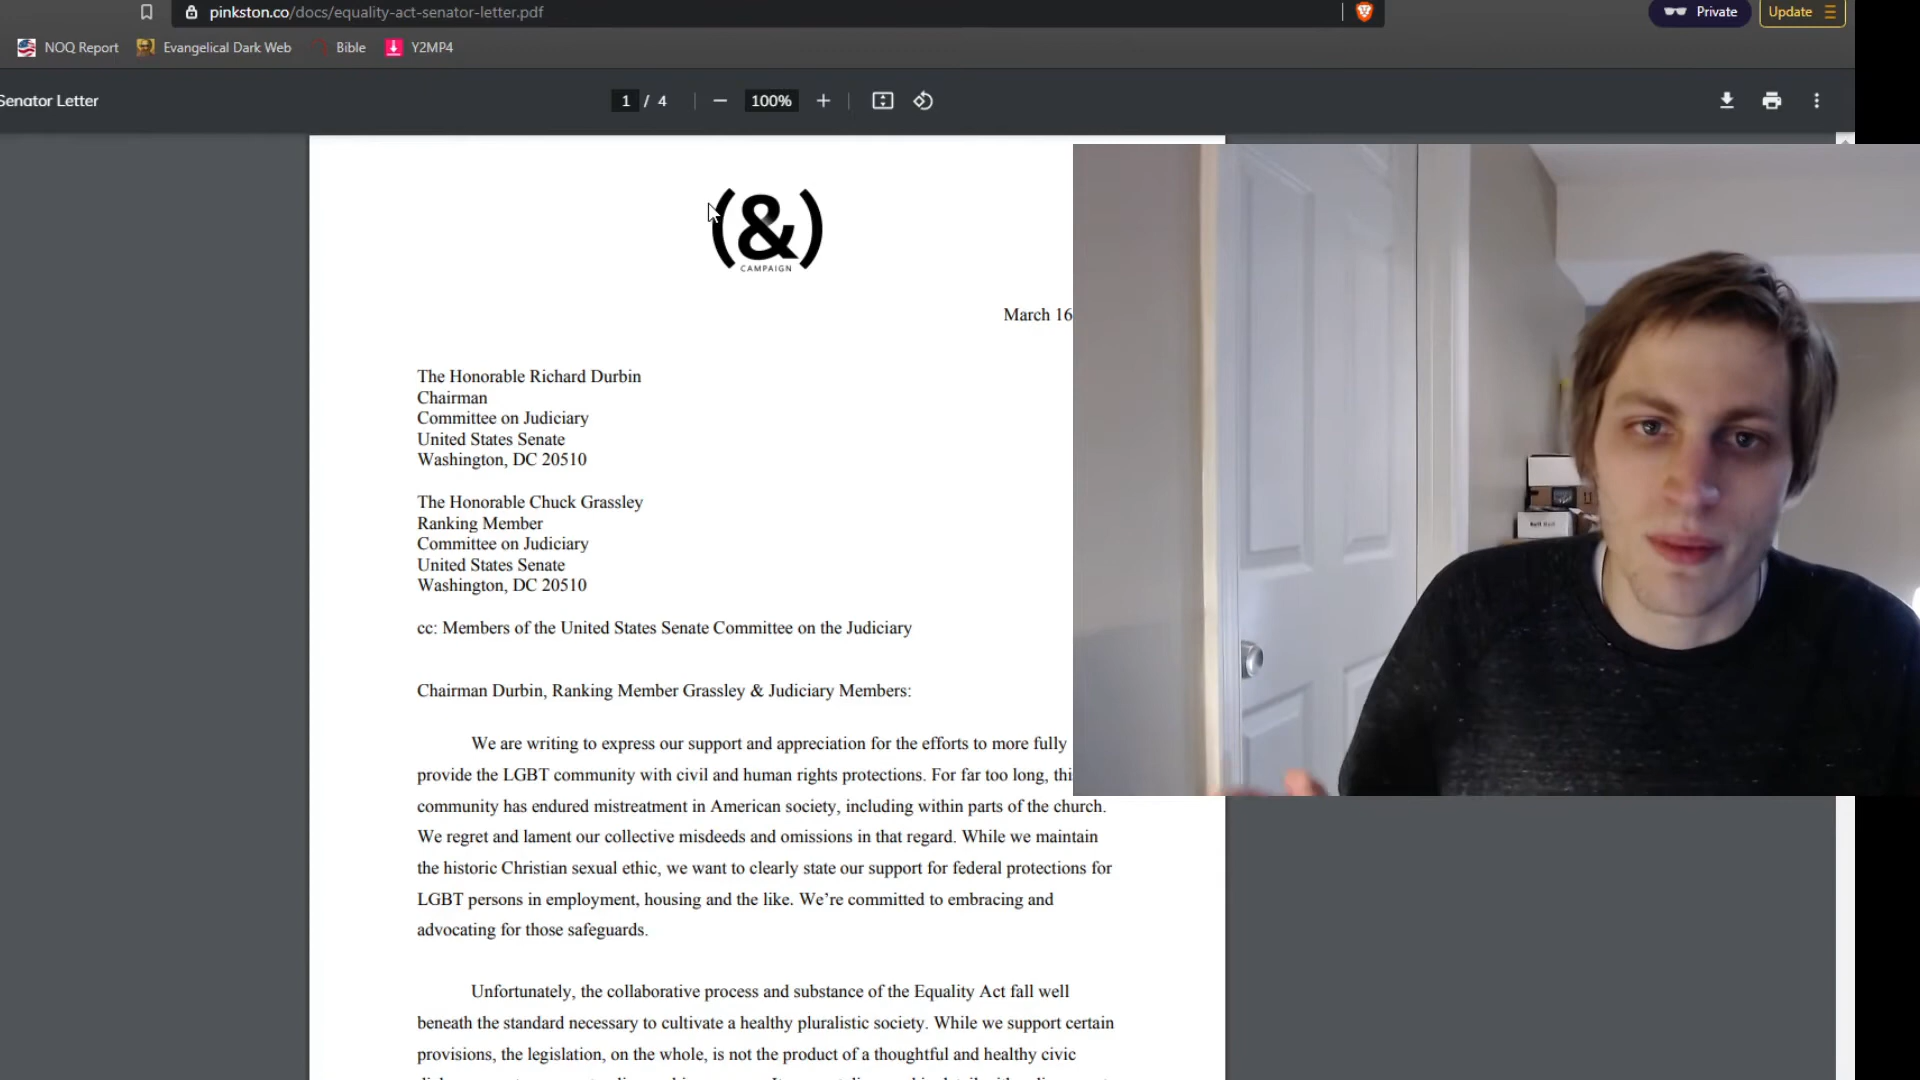 pinkston.co/docs/equality-act-senator-letter.pdf
Private
Update
NOQ Report
Evangelical Dark Web
Bible
Y2MP4
Senator Letter
1 / 4
100%
(&)
CAMPAIGN
March 16
The Honorable Richard Durbin
Chairman
Committee on Judiciary
United States Senate
Washington, DC 20510
The Honorable Chuck Grassley
Ranking Member
Committee on Judiciary
United States Senate
Washington, DC 20510
cc: Members of the United States Senate Committee on the Judiciary
Chairman Durbin, Ranking Member Grassley & Judiciary Members:
We are writing to express our support and appreciation for the efforts to more fully
provide the LGBT community with civil and human rights protections. For far too long, this
community has endured mistreatment in American society, including within parts of the church.
We regret and lament our collective misdeeds and omissions in that regard. While we maintain
the historic Christian sexual ethic, we want to clearly state our support for federal protections for
LGBT persons in employment, housing and the like. We’re committed to embracing and
advocating for those safeguards.
Unfortunately, the collaborative process and substance of the Equality Act fall well
beneath the standard necessary to cultivate a healthy pluralistic society. While we support certain
provisions, the legislation, on the whole, is not the product of a thoughtful and healthy civic